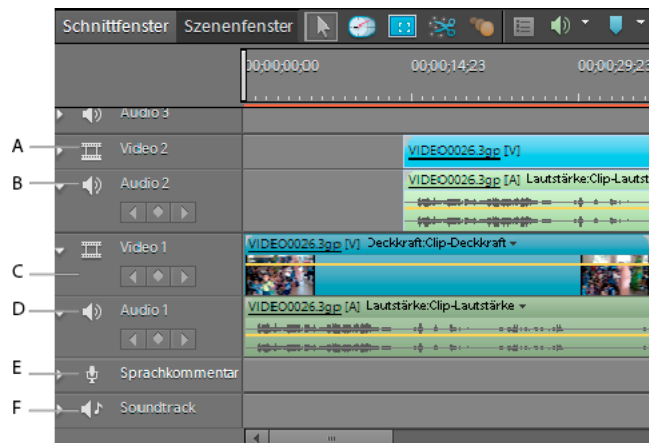 Schnittfenster Szenenfenster
00;00;00;00 00;00;14;23 00;00;29;23
Audio 3
A Video 2 VIDEO0026.3gp [V]
B Audio 2 VIDEO0026.3gp [A] Lautstärke:Clip-Lautst
Video 1 VIDEO0026.3gp [V] Deckkraft:Clip-Deckkraft
C
D Audio 1 VIDEO0026.3gp [A] Lautstärke:Clip-Lautstärke
E Sprachkommentar
F Soundtrack